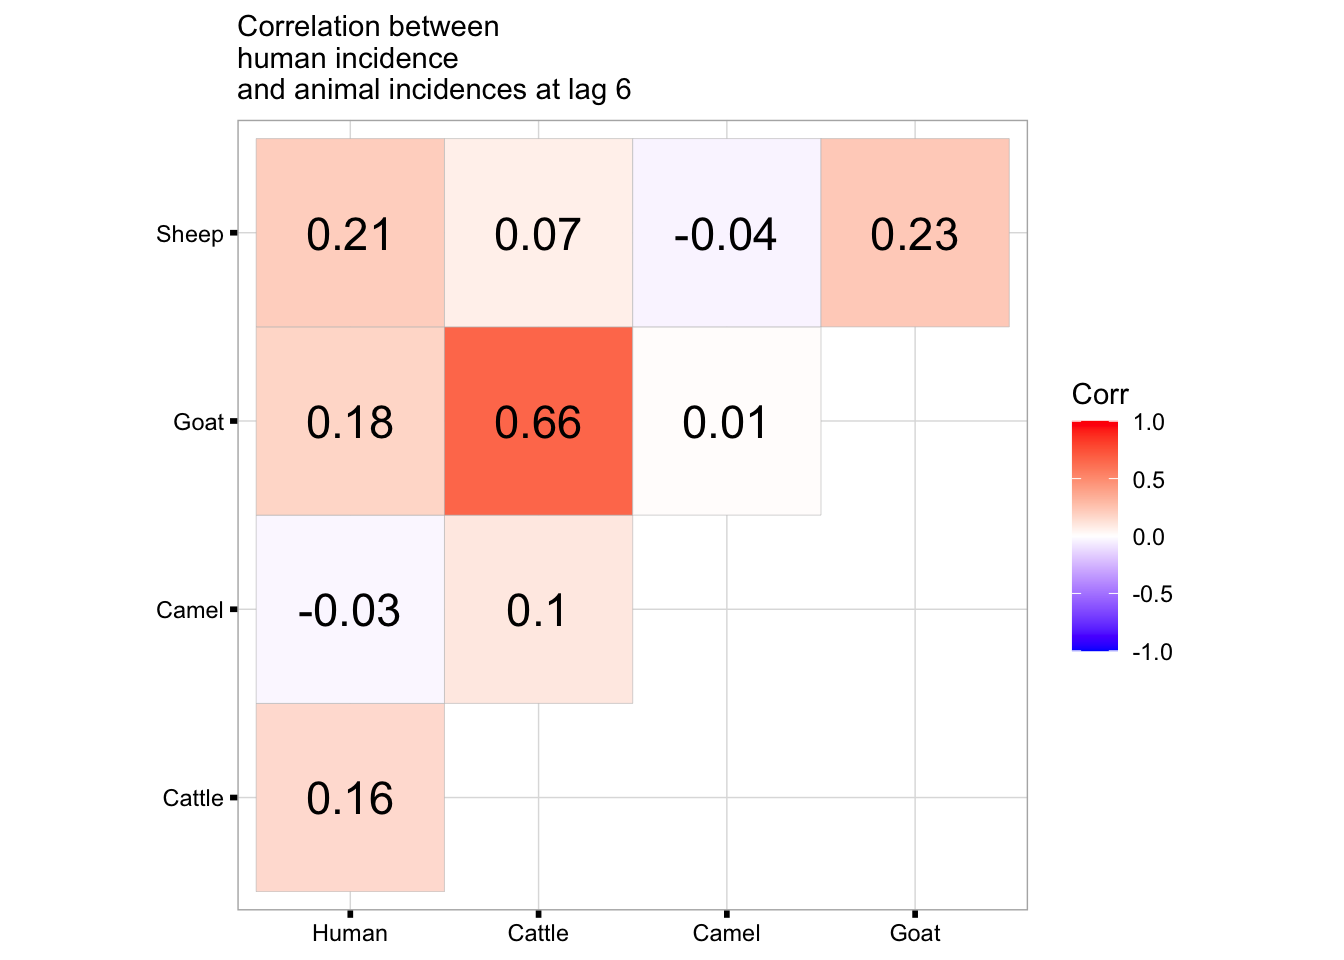 Correlation between
human incidence
and animal incidences at lag 6
Sheep 0.21 0.07 -0.04 0.23
Goat 0.18 0.66 0.01
Camel -0.03 0.1
Cattle 0.16
Human Cattle Camel Goat
Corr
1.0
0.5
0.0
-0.5
-1.0